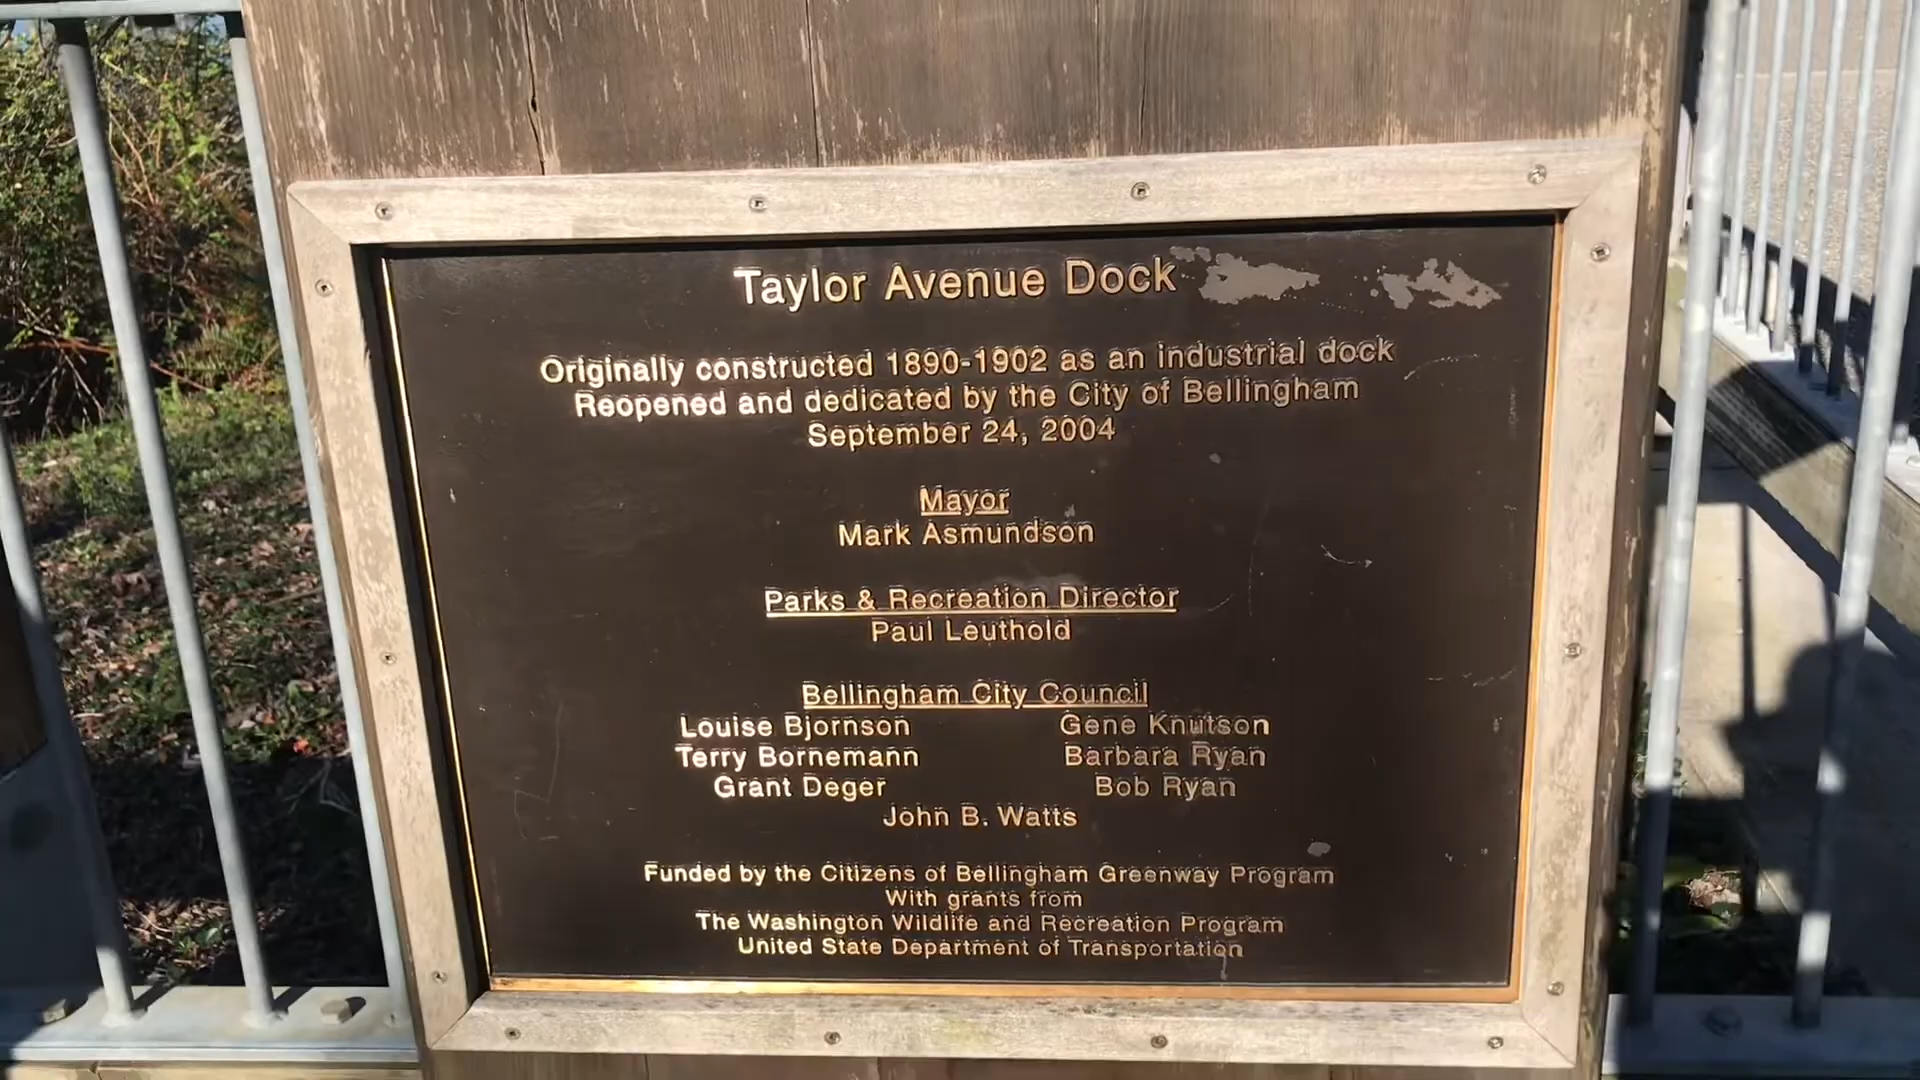 Taylor Avenue Dock
Originally constructed 1890-1902 as an industrial dock
Reopened and dedicated by the City of Bellingham
September 24, 2004
Mayor
Mark Asmundson
Parks & Recreation Director
Paul Leuthold
Bellingham City Council
Louise Bjornson Gene Knutson
Terry Bornemann Barbara Ryan
Grant Deger Bob Ryan
John B. Watts
Funded by the Citizens of Bellingham Greenway Program
With grants from
The Washington Wildlife and Recreation Program
United State Department of Transportation